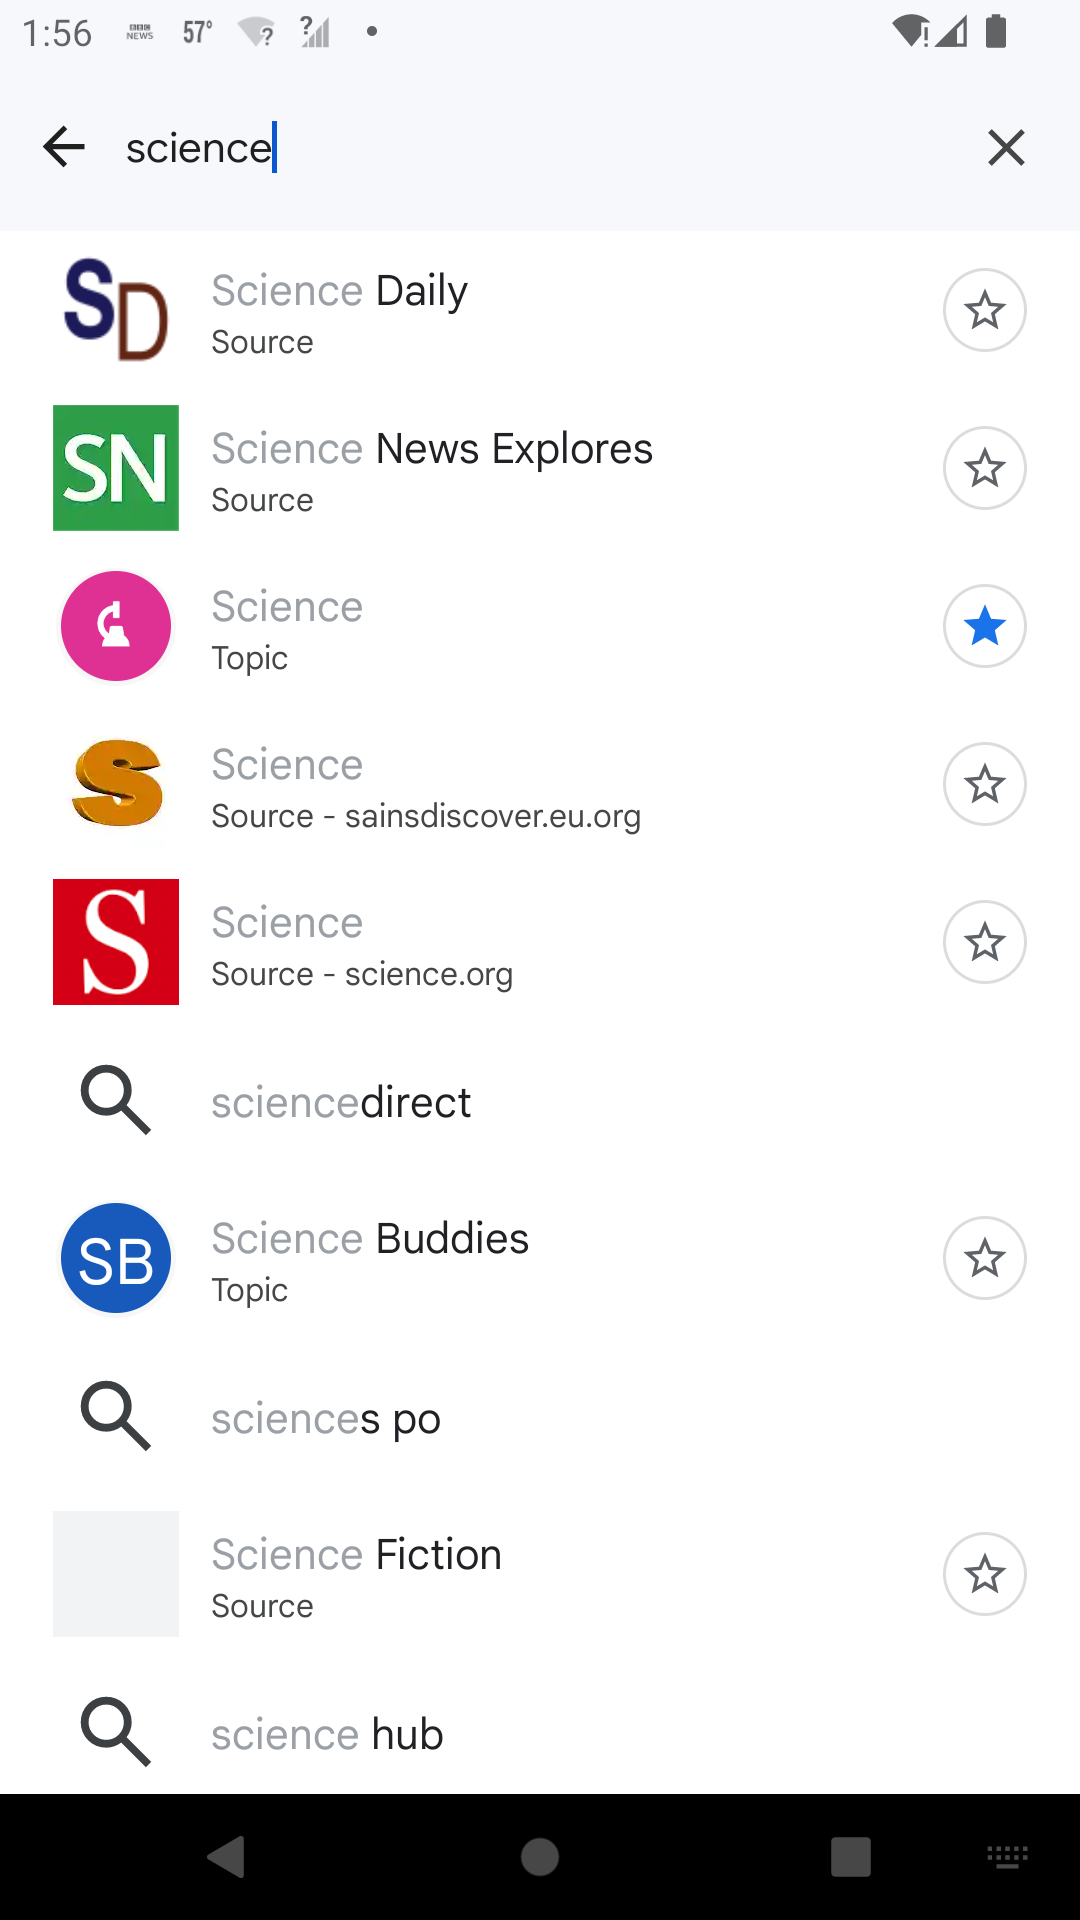 1:56 BBC NEWS 57° ?
science
SD Science Daily
Source
SN Science News Explores
Source
Science
Topic
S Science
Source - sainsdiscover.eu.org
S Science
Source - science.org
sciencedirect
SB Science Buddies
Topic
sciences po
Science Fiction
Source
science hub